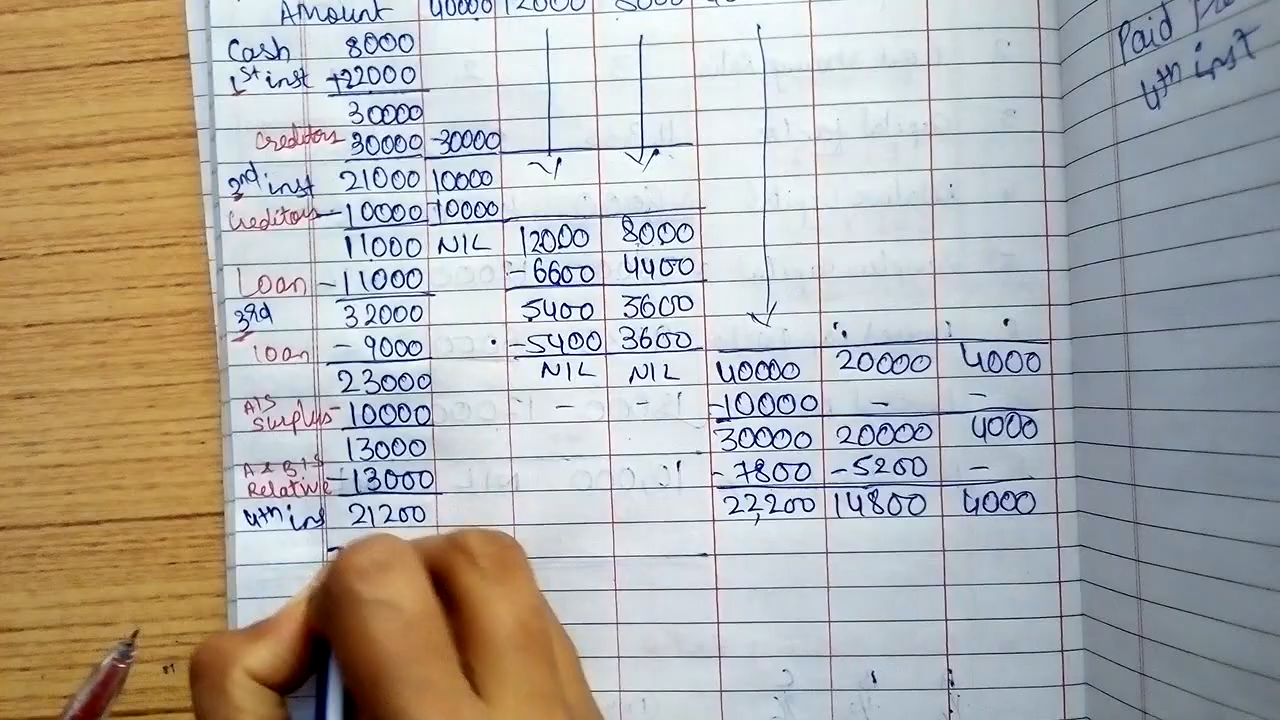 Amount 40000 12000 8000
Cash 8000
1st inst +22000
30000
Creditors 30000 -30000
2nd inst 21000 10000
Creditors - 10000 10000
11000 NIL 12000 8000
Loan - 11000 - 6600 4400
3rd 32000 5400 3600
loan - 9000 - 5400 3600
23000 NIL NIL 40000 20000 4000
A's Surplus - 10000 - - - 10000 - -
13000 30000 20000 4000
A & B's Relative - 13000 - 7800 - 5200 -
4th ins 21200 22,200 14800 4000
Paid
4th inst